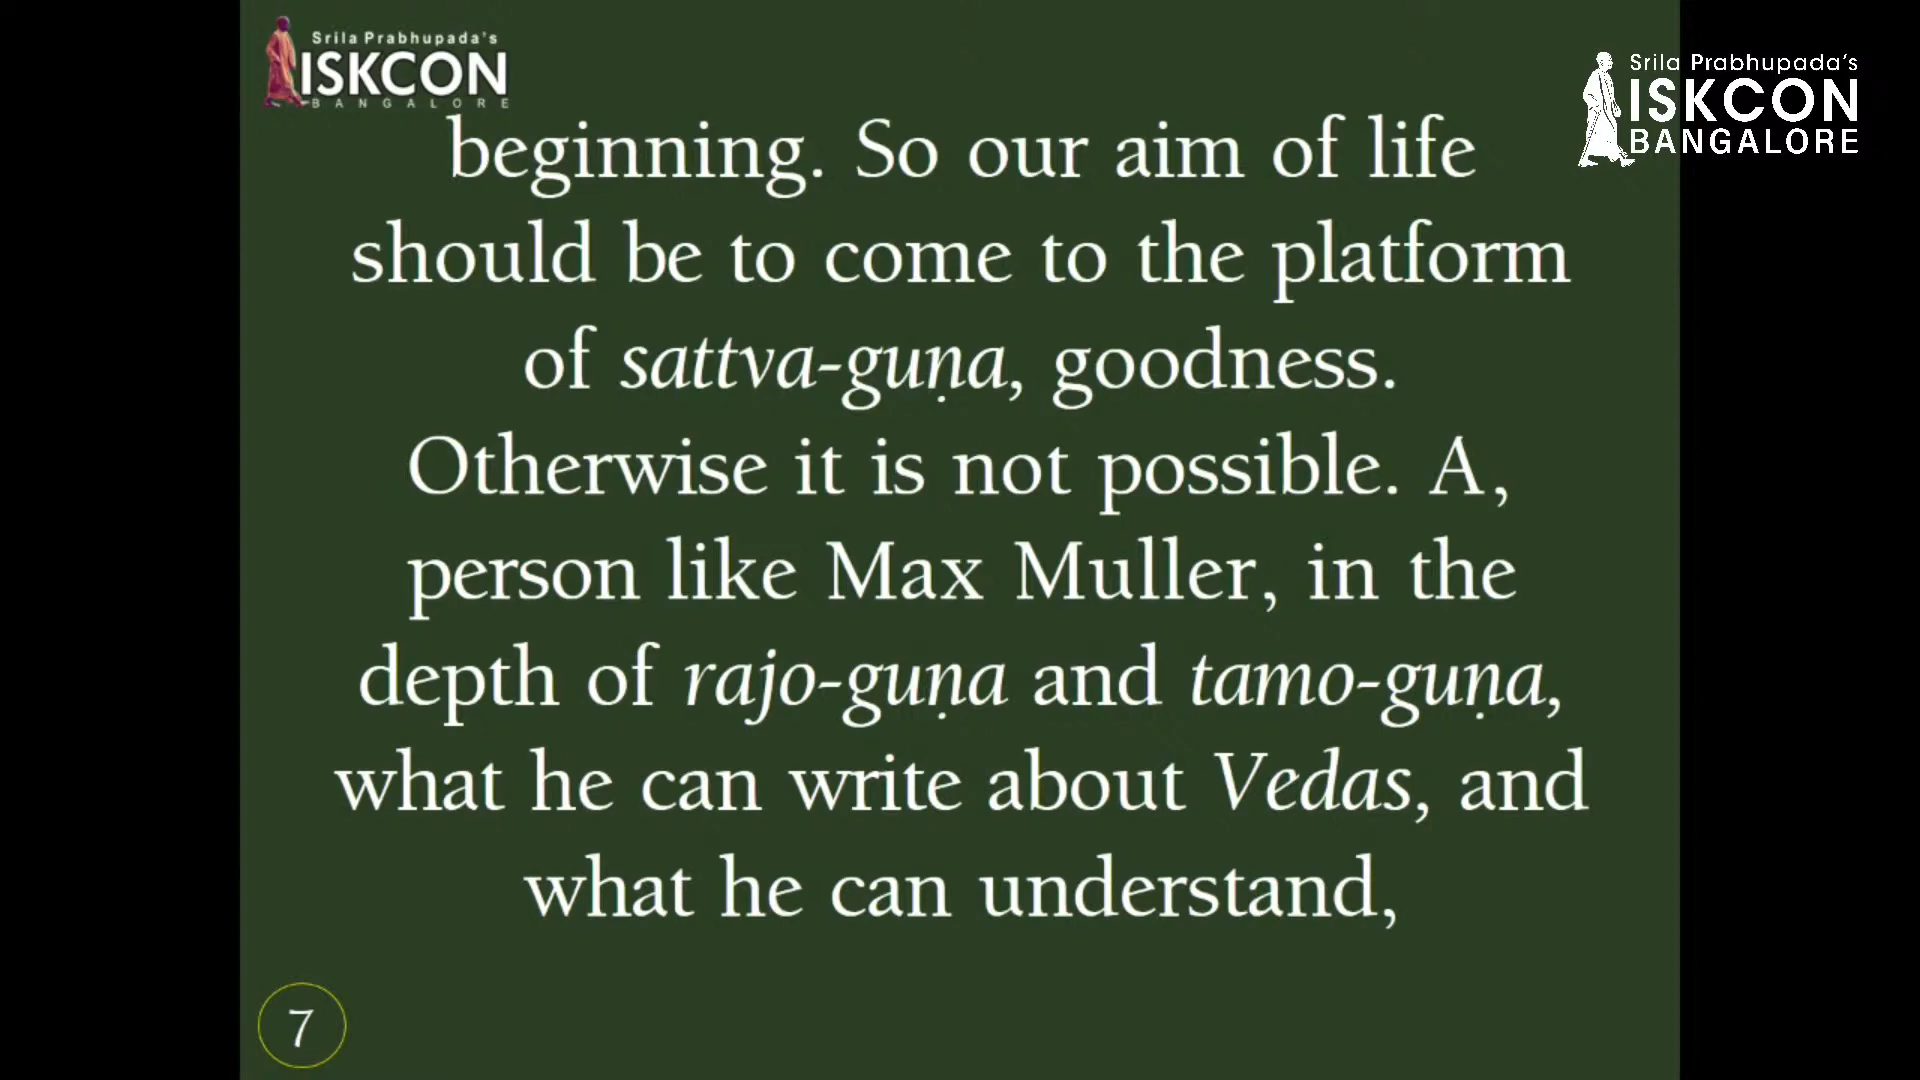 Srila Prabhupada's
ISKCON
BANGALORE
Srila Prabhupada's
ISKCON
BANGALORE
beginning. So our aim of life
should be to come to the platform
of sattva-guṇa, goodness.
Otherwise it is not possible. A,
person like Max Muller, in the
depth of rajo-guṇa and tamo-guṇa,
what he can write about Vedas, and
what he can understand,
7